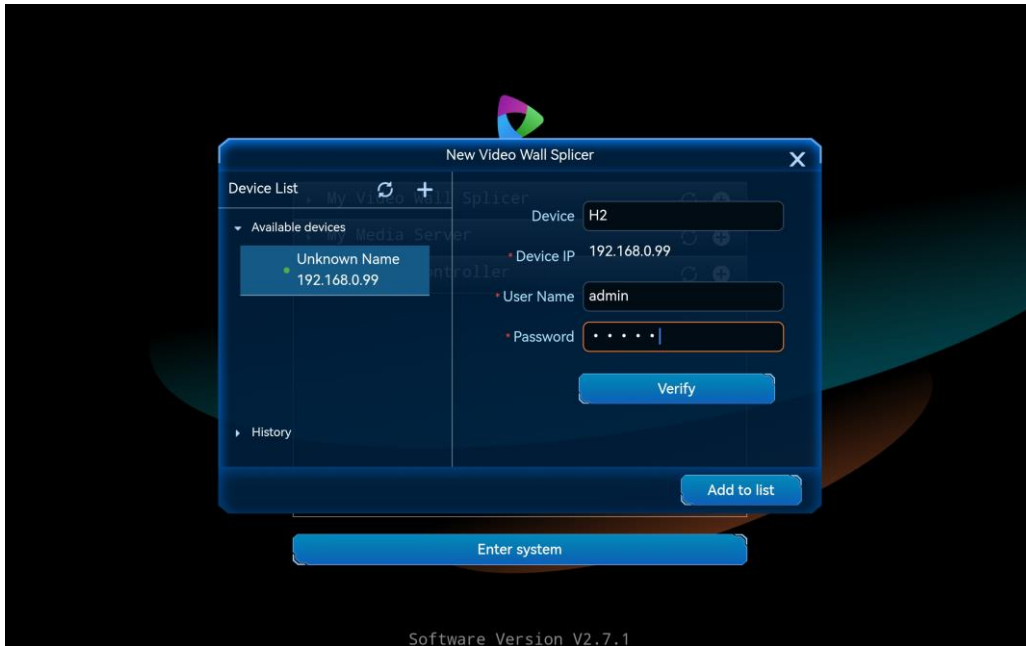 New Video Wall Splicer
X
Device List
My Video Wall Splicer
Available devices
My Media Server
Unknown Name
192.168.0.99
ntroller
Device H2
* Device IP 192.168.0.99
* User Name admin
* Password • • • • •
Verify
History
Add to list
Enter system
Software Version V2.7.1